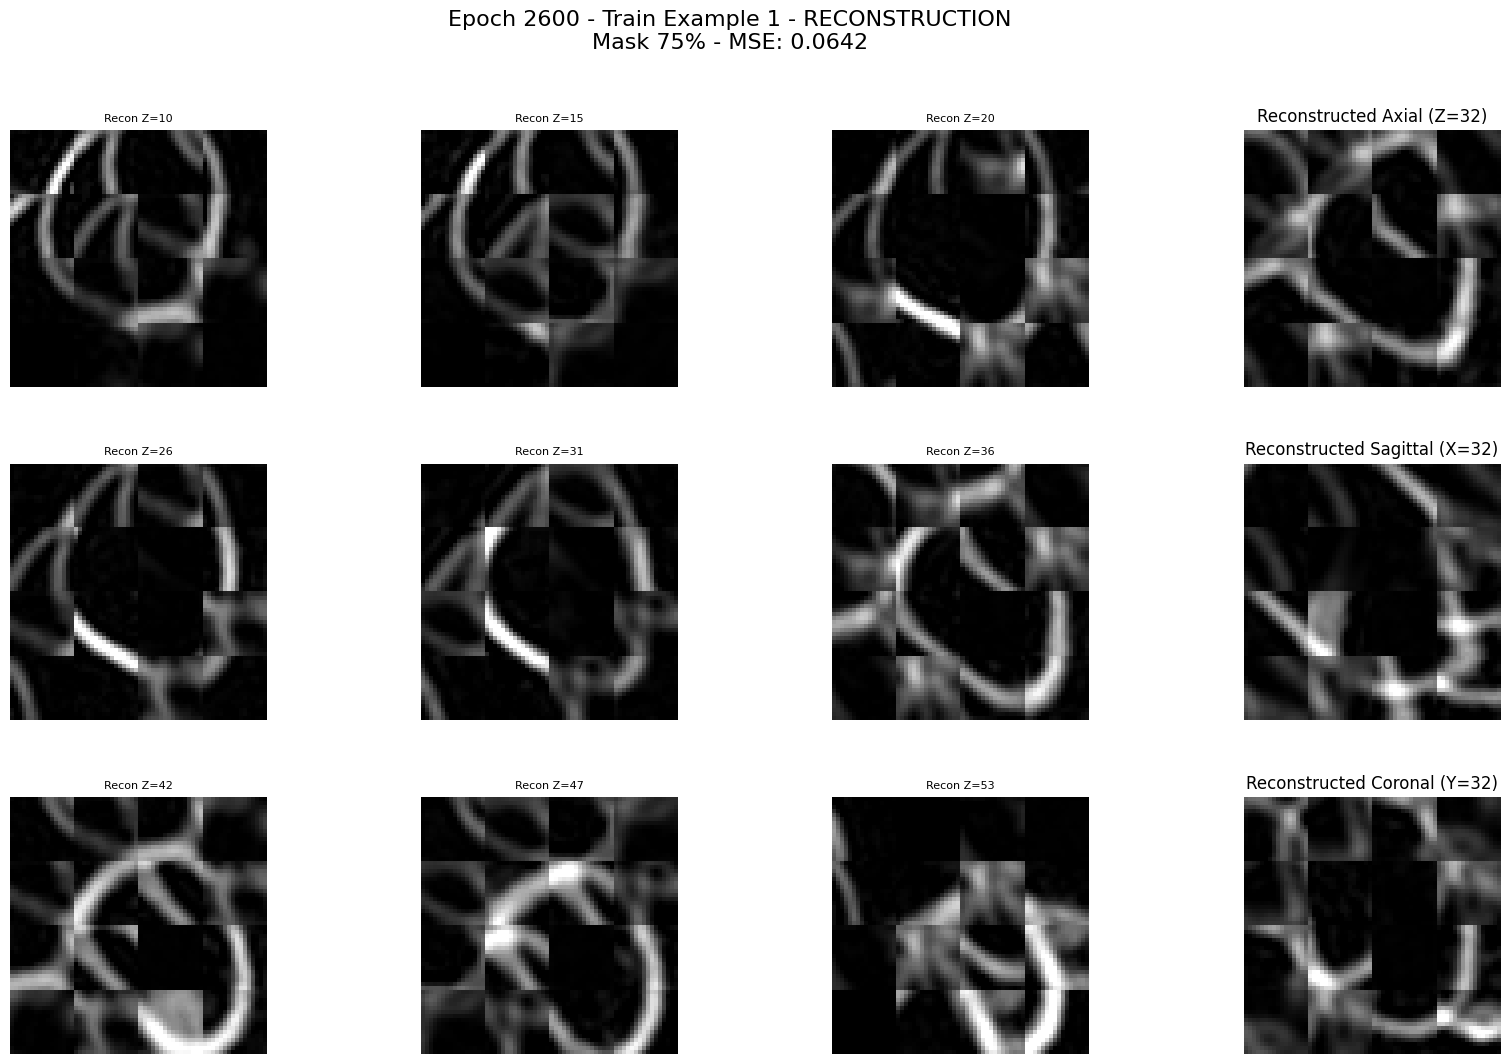 Epoch 2600 - Train Example 1 - RECONSTRUCTION
Mask 75% - MSE: 0.0642
Recon Z=10
Recon Z=15
Recon Z=20
Reconstructed Axial (Z=32)
Recon Z=26
Recon Z=31
Recon Z=36
Reconstructed Sagittal (X=32)
Recon Z=42
Recon Z=47
Recon Z=53
Reconstructed Coronal (Y=32)